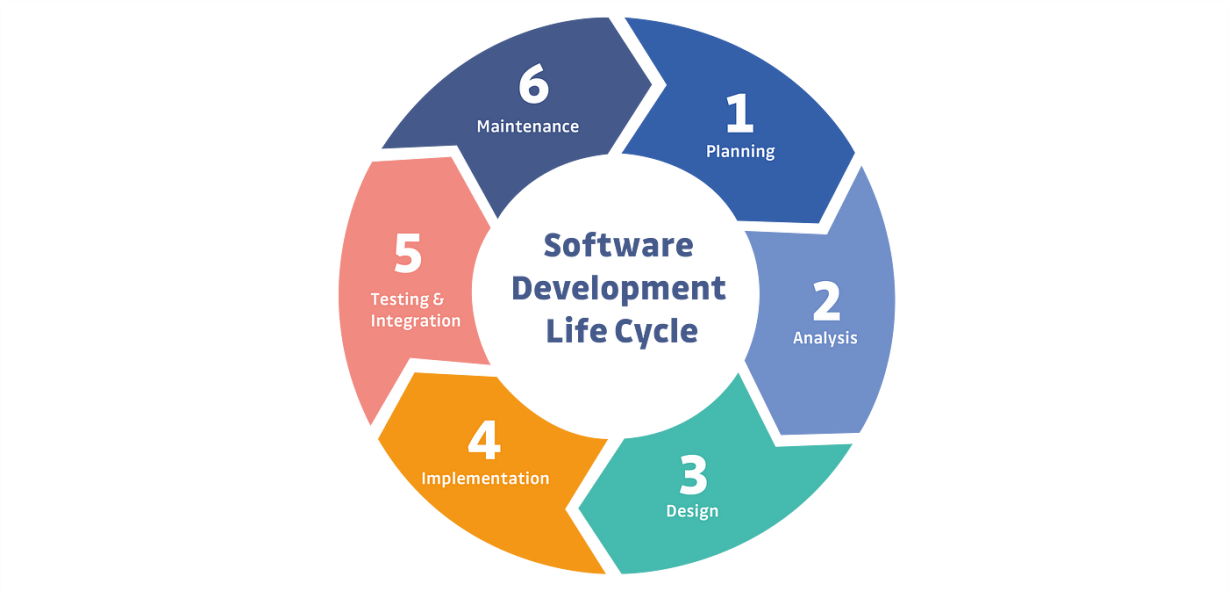 Software
Development
Life Cycle
1
Planning
2
Analysis
3
Design
4
Implementation
5
Testing &
Integration
6
Maintenance